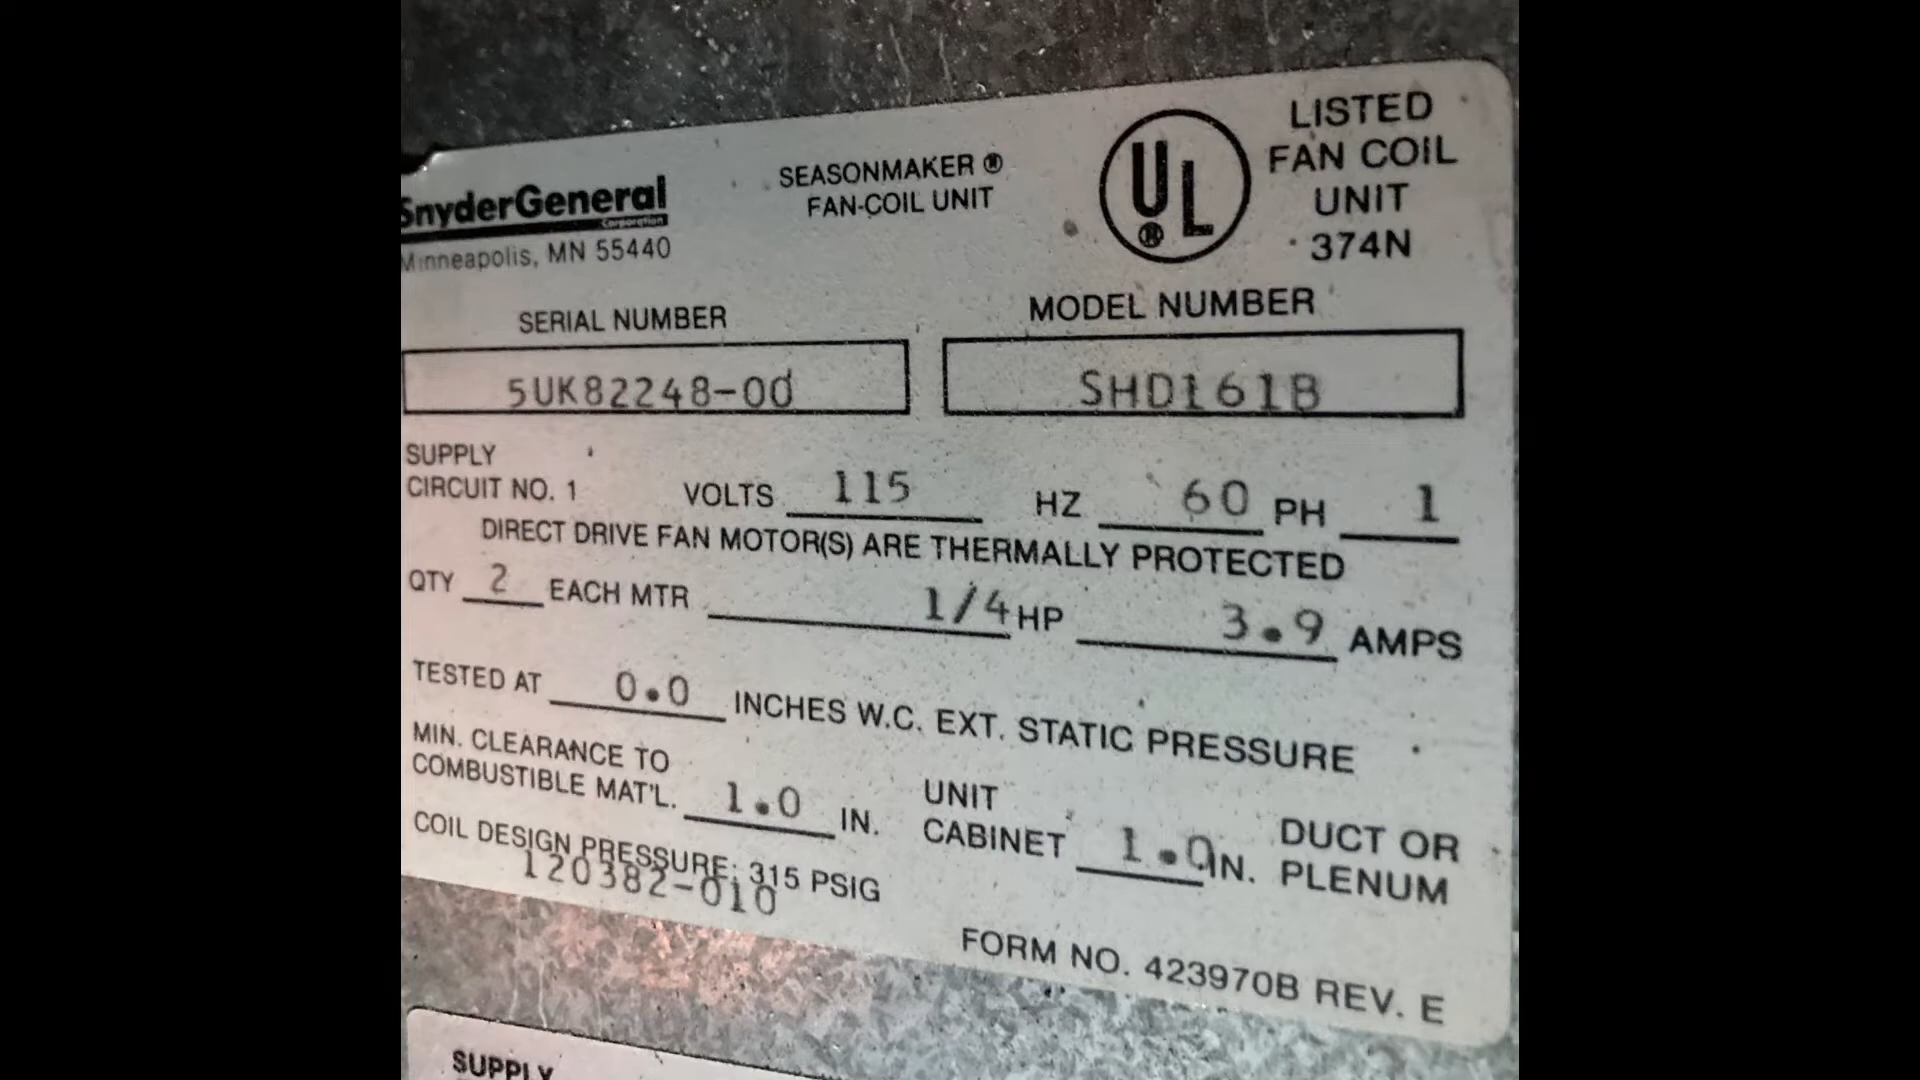 SnyderGeneral
Corporation
Minneapolis, MN 55440
SEASONMAKER ®
FAN-COIL UNIT
UL ®
LISTED
FAN COIL
UNIT
374N
SERIAL NUMBER
5UK82248-00
MODEL NUMBER
SHD161B
SUPPLY
CIRCUIT NO. 1 VOLTS 115 HZ 60 PH 1
DIRECT DRIVE FAN MOTOR(S) ARE THERMALLY PROTECTED
QTY 2 EACH MTR 1/4 HP 3.9 AMPS
TESTED AT 0.0 INCHES W.C. EXT. STATIC PRESSURE
MIN. CLEARANCE TO
COMBUSTIBLE MAT'L. 1.0 IN.
UNIT
CABINET 1.0 IN.
DUCT OR
PLENUM
COIL DESIGN PRESSURE: 315 PSIG
120382-010
FORM NO. 423970B REV. E
SUPPLY